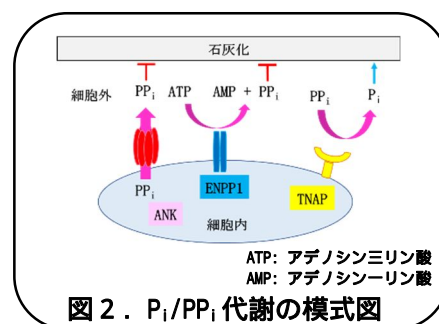 石灰化
細胞外 PPi ATP AMP + PPi PPi Pi
PPi ENPP1 TNAP
ANK
細胞内
ATP: アデノシン三リン酸
AMP: アデノシン一リン酸
図２．Pi/PPi代謝の模式図